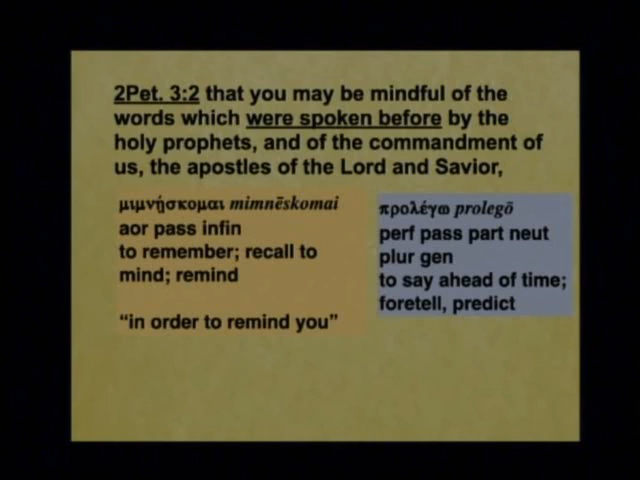 2Pet. 3:2 that you may be mindful of the
words which were spoken before by the
holy prophets, and of the commandment of
us, the apostles of the Lord and Savior,
μιμνήσκομαι mimnēskomai
aor pass infin
to remember; recall to
mind; remind
“in order to remind you”
προλέγω prolegō
perf pass part neut
plur gen
to say ahead of time;
foretell, predict